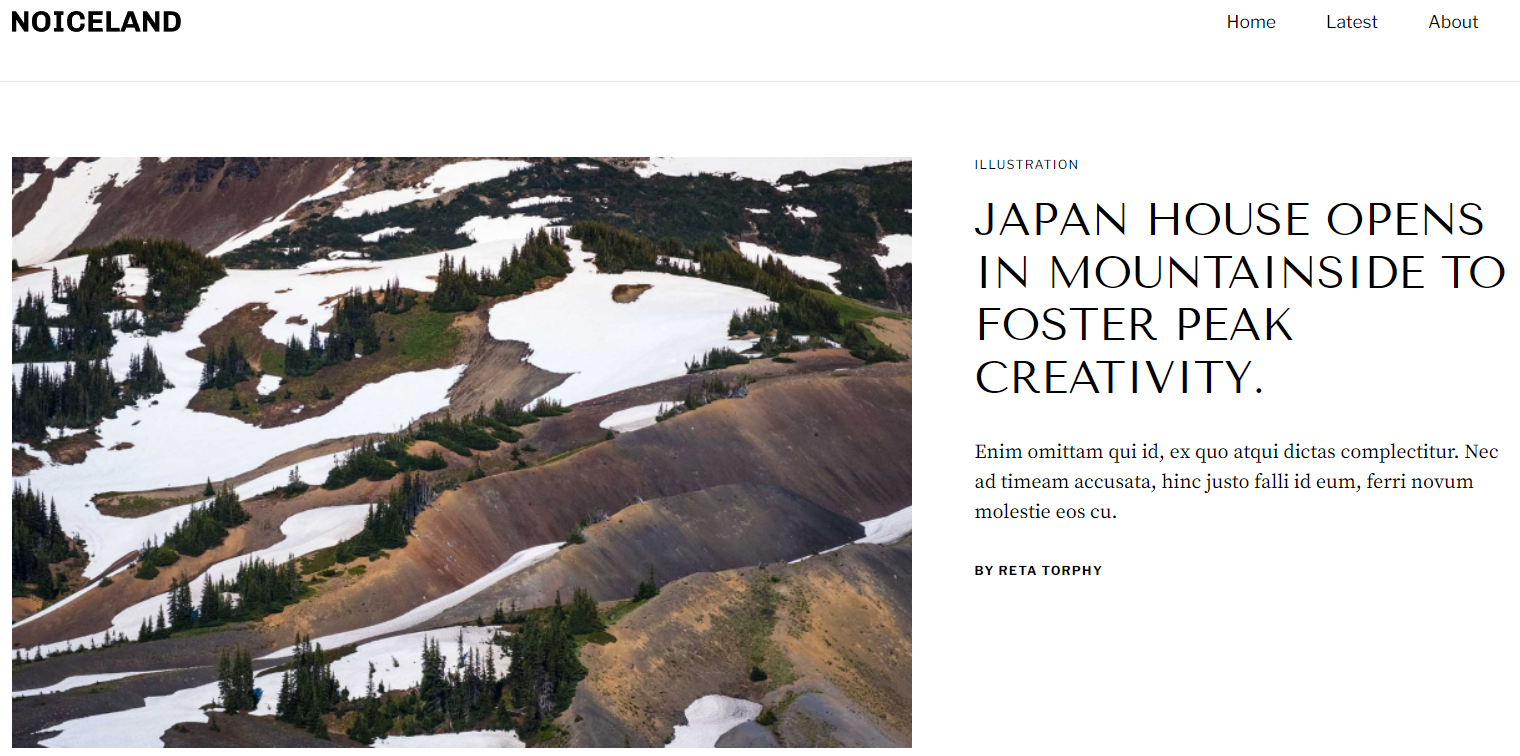 NOICELAND
Home Latest About
ILLUSTRATION
JAPAN HOUSE OPENS
IN MOUNTAINSIDE TO
FOSTER PEAK
CREATIVITY.
Enim omittam qui id, ex quo atqui dictas complectitur. Nec
ad timeam accusata, hinc justo falli id eum, ferri novum
molestie eos cu.
BY RETA TORPHY